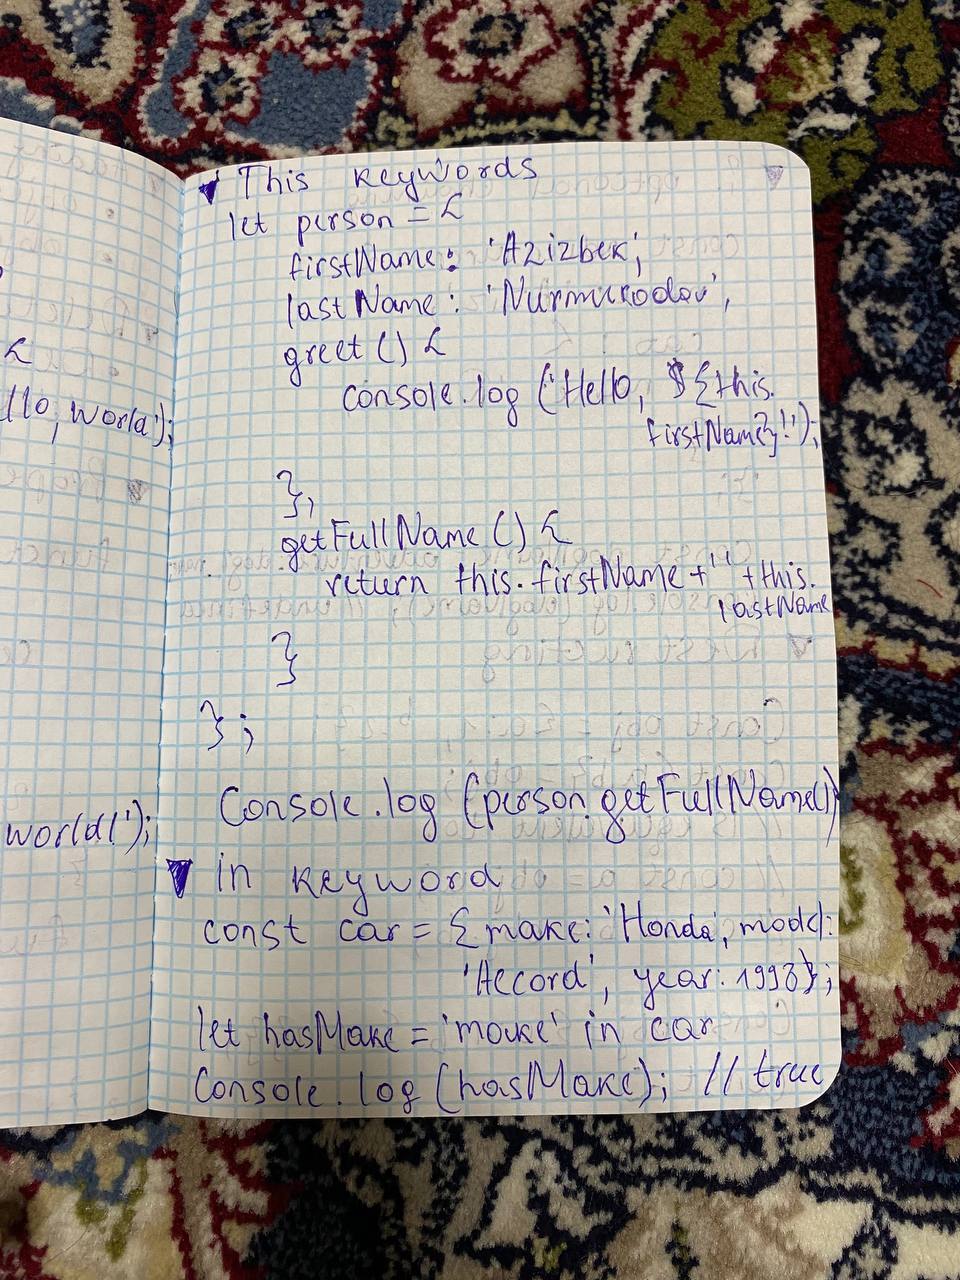 {
llo, world');
world!');
▼ This keywords
let person = {
firstName: 'Azizbek',
lastName: 'Nurmurodov',
greet () {
console.log ('Hello, ${this.
firstName}!');
},
getFullName () {
return this.firstName + ' ' + this.
lastName
}
};
Console.log (person.getFullName())
▼ in keyword
const car = { make: 'Honda', model:
'Accord', year: 1998};
let hasMake = 'make' in car
Console.log (hasMake); // true